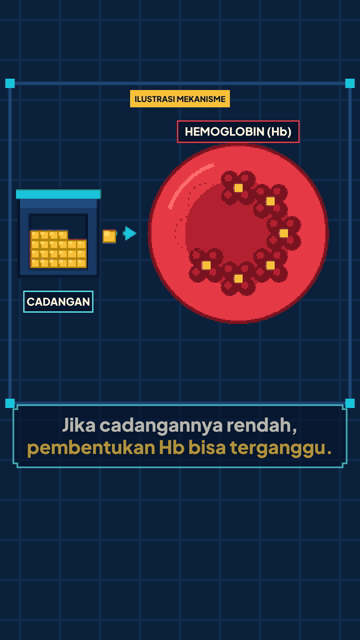 ILUSTRASI MEKANISME
HEMOGLOBIN (Hb)
CADANGAN
Jika cadangannya rendah,
pembentukan Hb bisa terganggu.